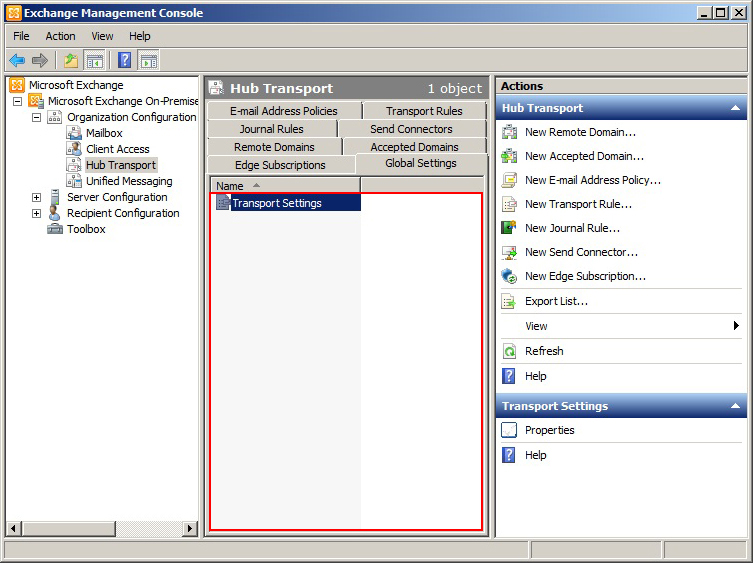 Exchange Management Console
File Action View Help
Microsoft Exchange
Microsoft Exchange On-Premise
Organization Configuration
Mailbox
Client Access
Hub Transport
Unified Messaging
Server Configuration
Recipient Configuration
Toolbox
Hub Transport 1 object
E-mail Address Policies Transport Rules
Journal Rules Send Connectors
Remote Domains Accepted Domains
Edge Subscriptions Global Settings
Name
Transport Settings
Actions
Hub Transport
New Remote Domain...
New Accepted Domain...
New E-mail Address Policy...
New Transport Rule...
New Journal Rule...
New Send Connector...
New Edge Subscription...
Export List...
View
Refresh
Help
Transport Settings
Properties
Help